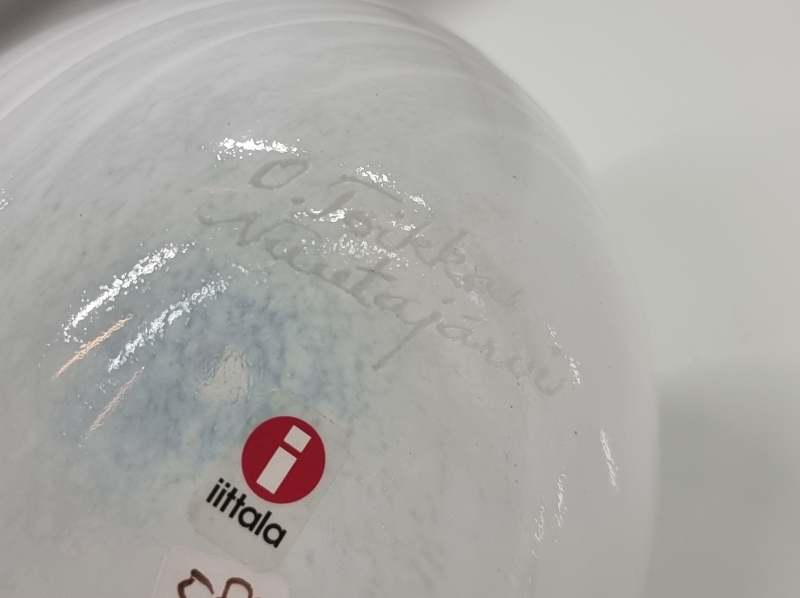 O. Toikka
Nuutajärvi
i
iittala